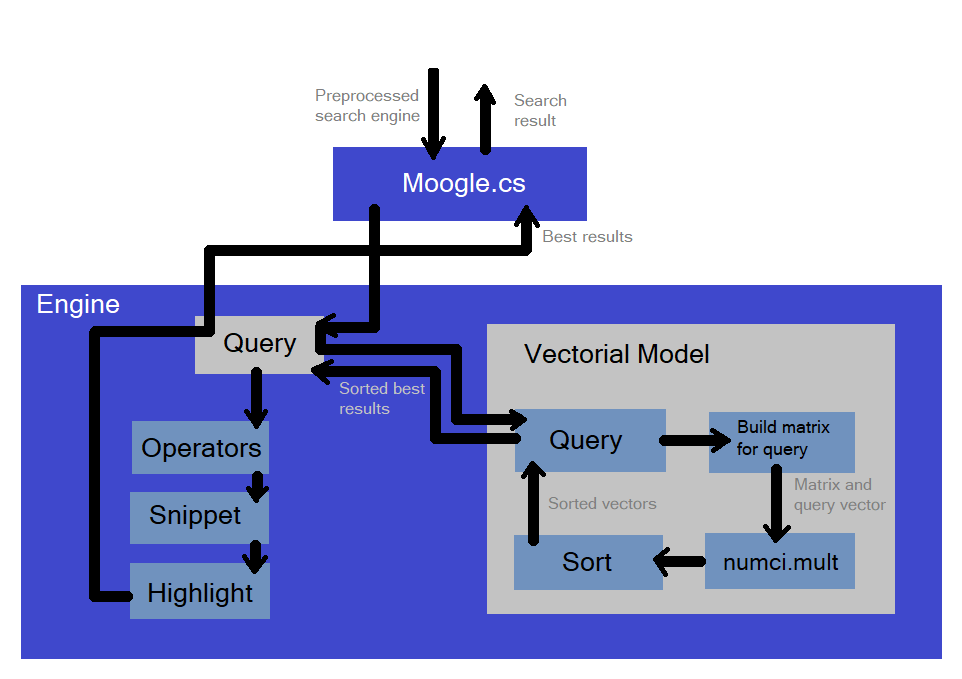 Preprocessed
search engine
Search
result
Moogle.cs
Best results
Engine
Query
Sorted best
results
Operators
Snippet
Highlight
Vectorial Model
Query
Build matrix
for query
Matrix and
query vector
Sorted vectors
Sort
numci.mult